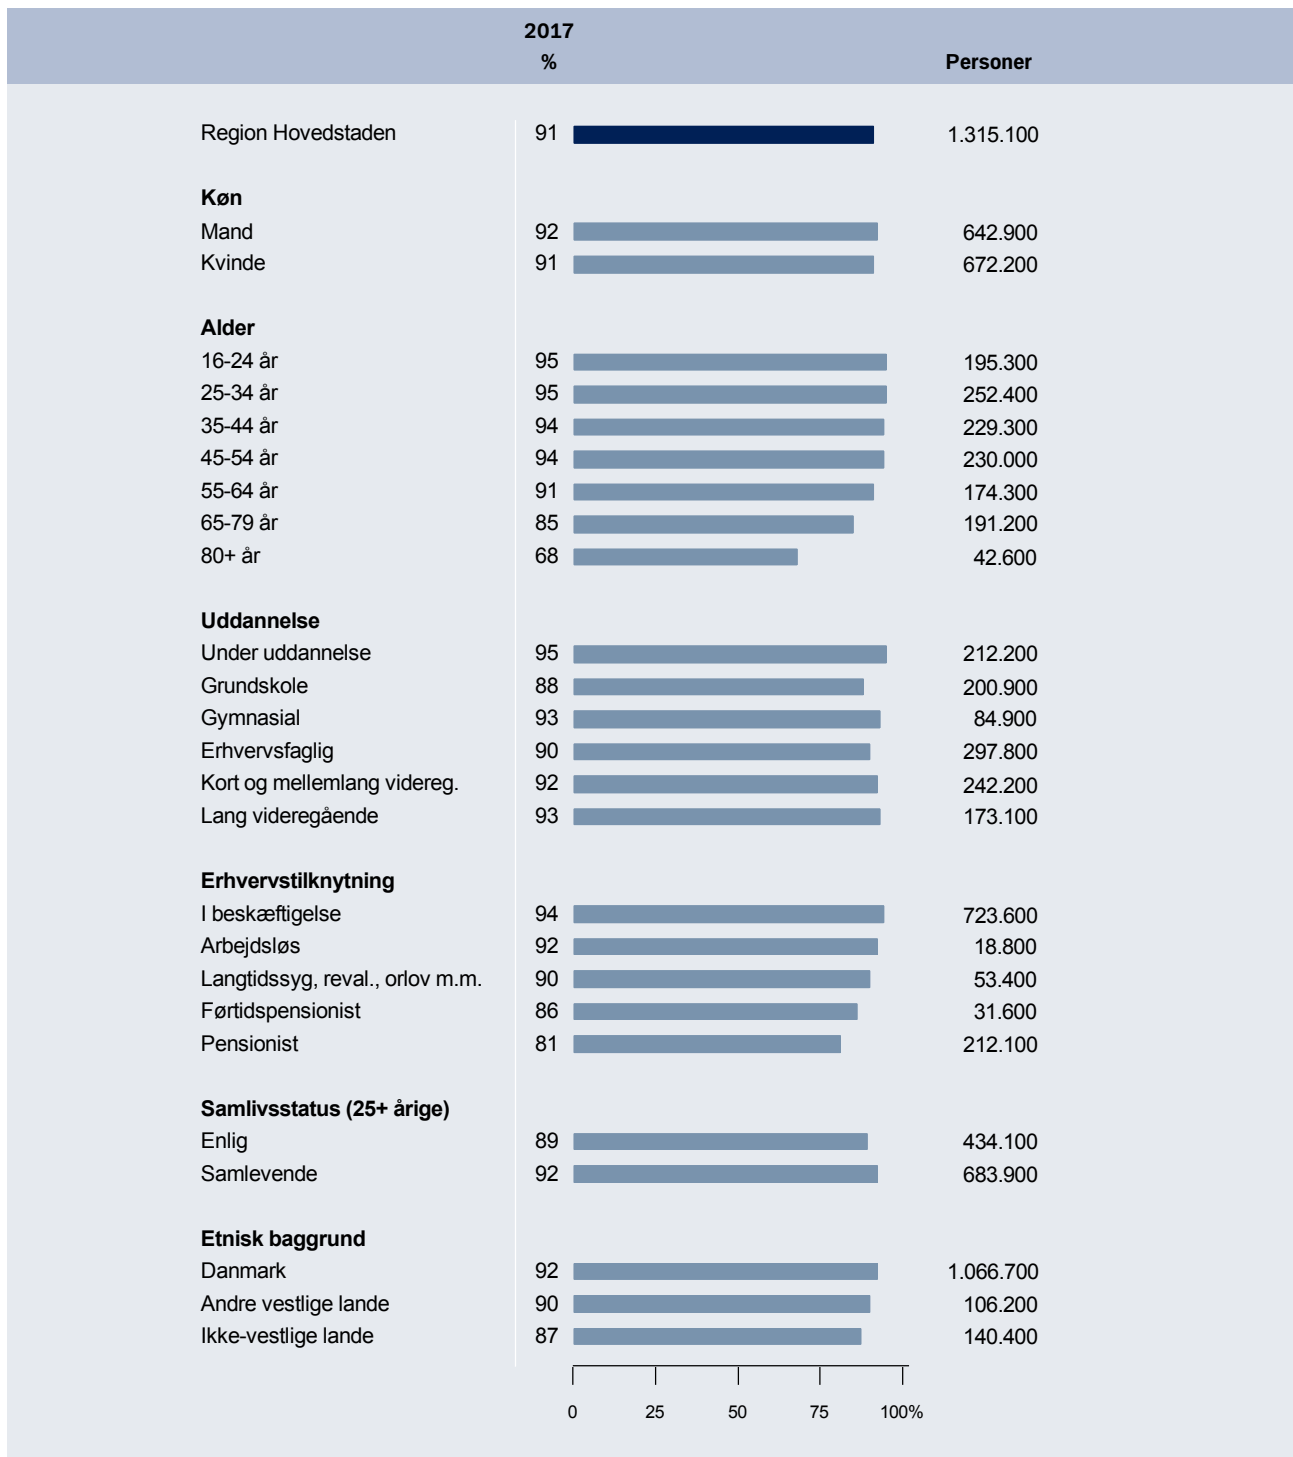 2017
% Personer
Region Hovedstaden 91 1.315.100
Køn
Mand 92 642.900
Kvinde 91 672.200
Alder
16-24 år 95 195.300
25-34 år 95 252.400
35-44 år 94 229.300
45-54 år 94 230.000
55-64 år 91 174.300
65-79 år 85 191.200
80+ år 68 42.600
Uddannelse
Under uddannelse 95 212.200
Grundskole 88 200.900
Gymnasial 93 84.900
Erhvervsfaglig 90 297.800
Kort og mellemlang videreg. 92 242.200
Lang videregående 93 173.100
Erhvervstilknytning
I beskæftigelse 94 723.600
Arbejdsløs 92 18.800
Langtidssyg, reval., orlov m.m. 90 53.400
Førtidspensionist 86 31.600
Pensionist 81 212.100
Samlivsstatus (25+ årige)
Enlig 89 434.100
Samlevende 92 683.900
Etnisk baggrund
Danmark 92 1.066.700
Andre vestlige lande 90 106.200
Ikke-vestlige lande 87 140.400
0 25 50 75 100%